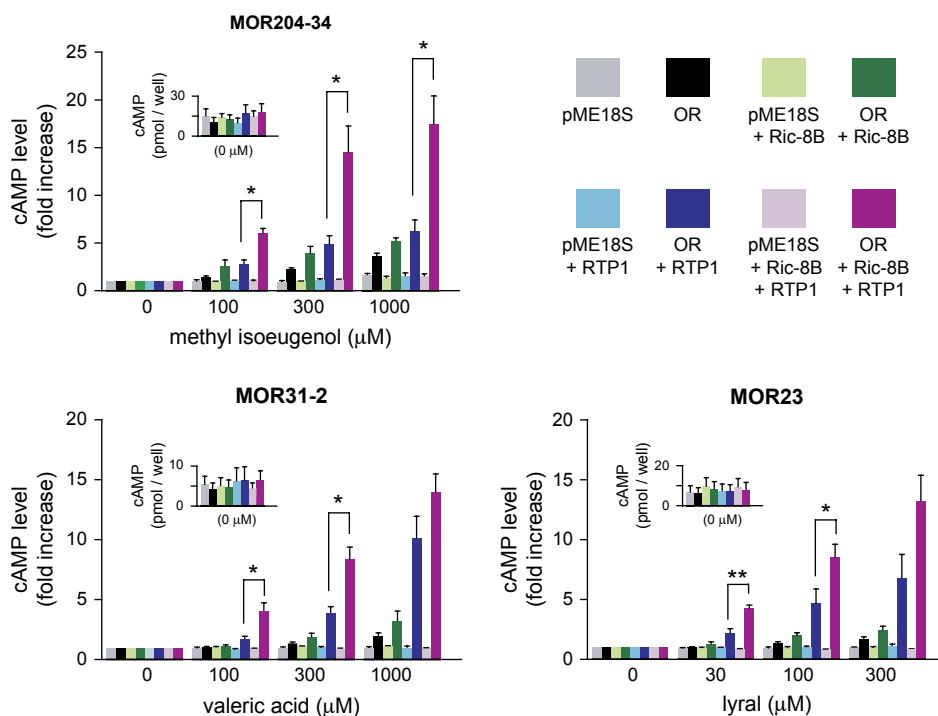 MOR204-34
cAMP level
(fold increase)
25
20
15
10
5
0
cAMP
(pmol / well)
30
0
(0 μM)
*
*
*
0
100
300
1000
methyl isoeugenol (μM)
pME18S
OR
pME18S
+ Ric-8B
OR
+ Ric-8B
pME18S
+ RTP1
OR
+ RTP1
pME18S
+ Ric-8B
+ RTP1
OR
+ Ric-8B
+ RTP1
MOR31-2
cAMP level
(fold increase)
20
15
10
5
0
cAMP
(pmol / well)
10
0
(0 μM)
*
*
0
100
300
1000
valeric acid (μM)
MOR23
cAMP level
(fold increase)
20
15
10
5
0
cAMP
(pmol / well)
20
0
(0 μM)
**
*
0
30
100
300
lyral (μM)